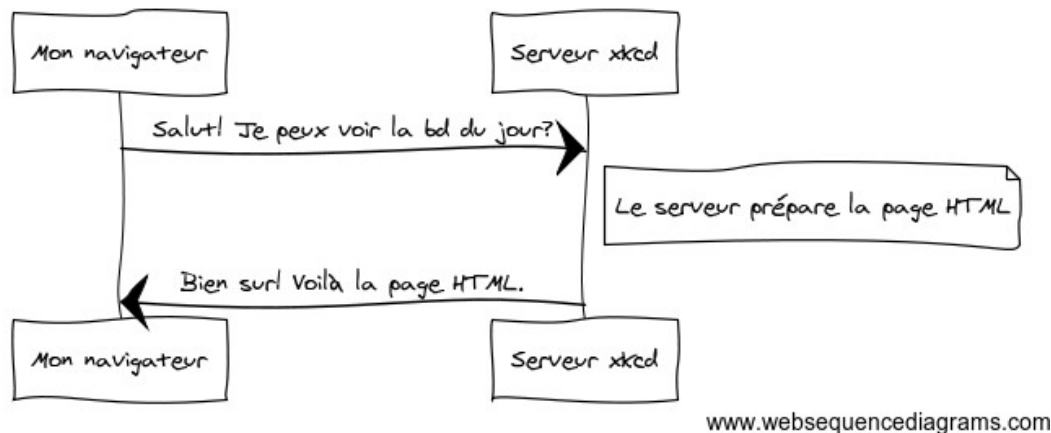 Mon navigateur
Serveur xkcd
Salut! Je peux voir la bd du jour?
Le serveur prépare la page HTML
Bien sur! Voilà la page HTML.
Mon navigateur
Serveur xkcd
www.websequencediagrams.com